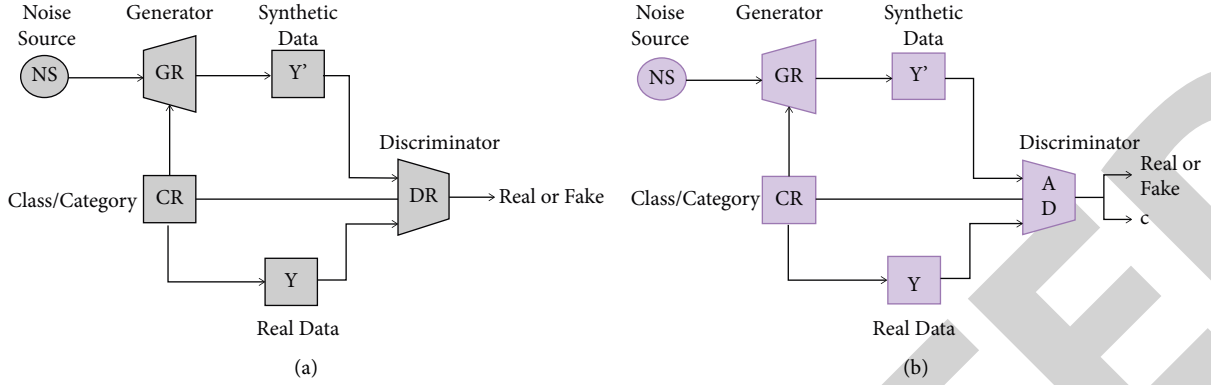 Noise
Source
Generator
Synthetic
Data
NS
GR
Y’
Discriminator
Class/Category
CR
DR
Real or Fake
Y
Real Data
(a)
Noise
Source
Generator
Synthetic
Data
NS
GR
Y’
Discriminator
Class/Category
CR
A
D
Real or
Fake
c
Y
Real Data
(b)